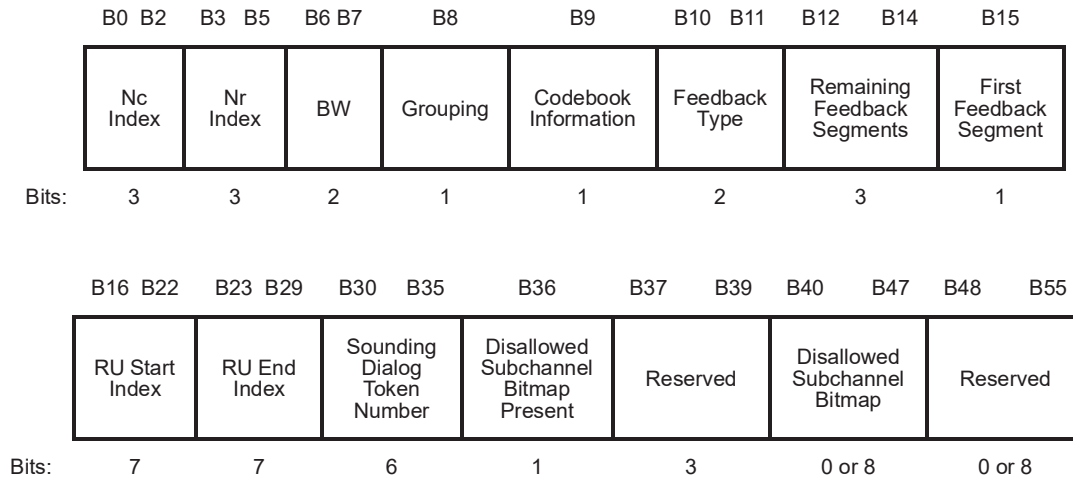 B0 B2 B3 B5 B6 B7 B8 B9 B10 B11 B12 B14 B15
Nc
Index
Nr
Index
BW
Grouping
Codebook
Information
Feedback
Type
Remaining
Feedback
Segments
First
Feedback
Segment
Bits: 3 3 2 1 1 2 3 1
B16 B22 B23 B29 B30 B35 B36 B37 B39 B40 B47 B48 B55
RU Start
Index
RU End
Index
Sounding
Dialog
Token
Number
Disallowed
Subchannel
Bitmap
Present
Reserved
Disallowed
Subchannel
Bitmap
Reserved
Bits: 7 7 6 1 3 0 or 8 0 or 8